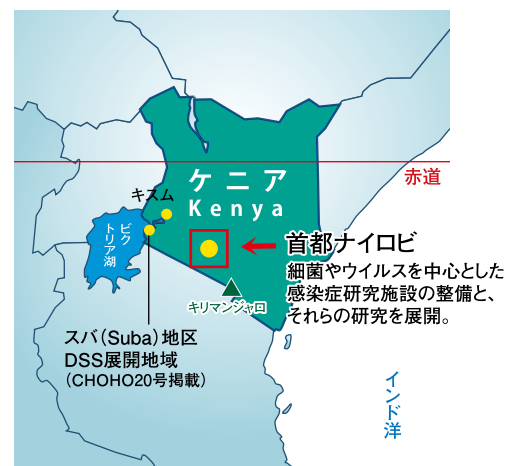 ケニア
Kenya
赤道
キスム
ビク
トリア湖
首都ナイロビ
細菌やウイルスを中心とした
感染症研究施設の整備と、
それらの研究を展開。
キリマンジャロ
スバ（Suba）地区
DSS展開地域
（CHOHO20号掲載）
インド洋